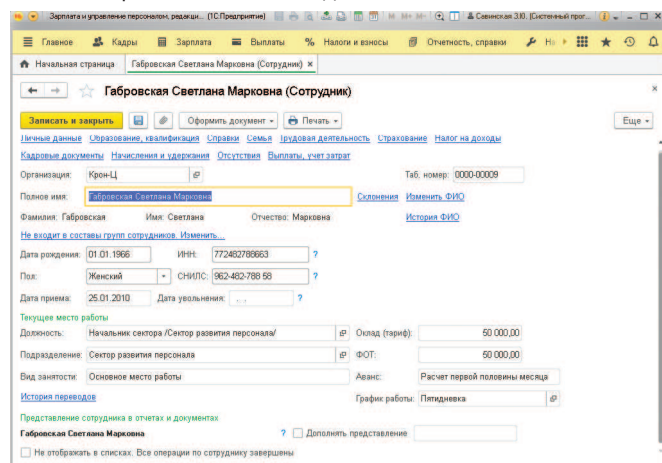 Зарплата и управление персоналом, редакци... (1С:Предприятие) M M+ M- Савинская З.Ю. (Системный прог...
Главное Кадры Зарплата Выплаты % Налоги и взносы Отчетность, справки
Начальная страница Габровская Светлана Марковна (Сотрудник) ×
Габровская Светлана Марковна (Сотрудник) ×
Записать и закрыть Оформить документ Печать Еще
Личные данные Образование, квалификация Справки Семья Трудовая деятельность Страхование Налог на доходы
Кадровые документы Начисления и удержания Отсутствия Выплаты, учет затрат
Организация: Крон-Ц Таб. номер: 0000-00009
Полное имя: Габровская Светлана Марковна Склонения Изменить ФИО
Фамилия: Габровская Имя: Светлана Отчество: Марковна История ФИО
Не входит в составы групп сотрудников. Изменить...
Дата рождения: 01.01.1966 ИНН: 772482788663 ?
Пол: Женский СНИЛС: 962-482-788 58 ?
Дата приема: 25.01.2010 Дата увольнения: . . ?
Текущее место работы
Должность: Начальник сектора /Сектор развития персонала/ Оклад (тариф): 50 000,00
Подразделение: Сектор развития персонала ФОТ: 50 000,00
Вид занятости: Основное место работы Аванс: Расчет первой половины месяца
История переводов График работы: Пятидневка
Представление сотрудника в отчетах и документах
Габровская Светлана Марковна ? Дополнять представление
Не отображать в списках. Все операции по сотруднику завершены